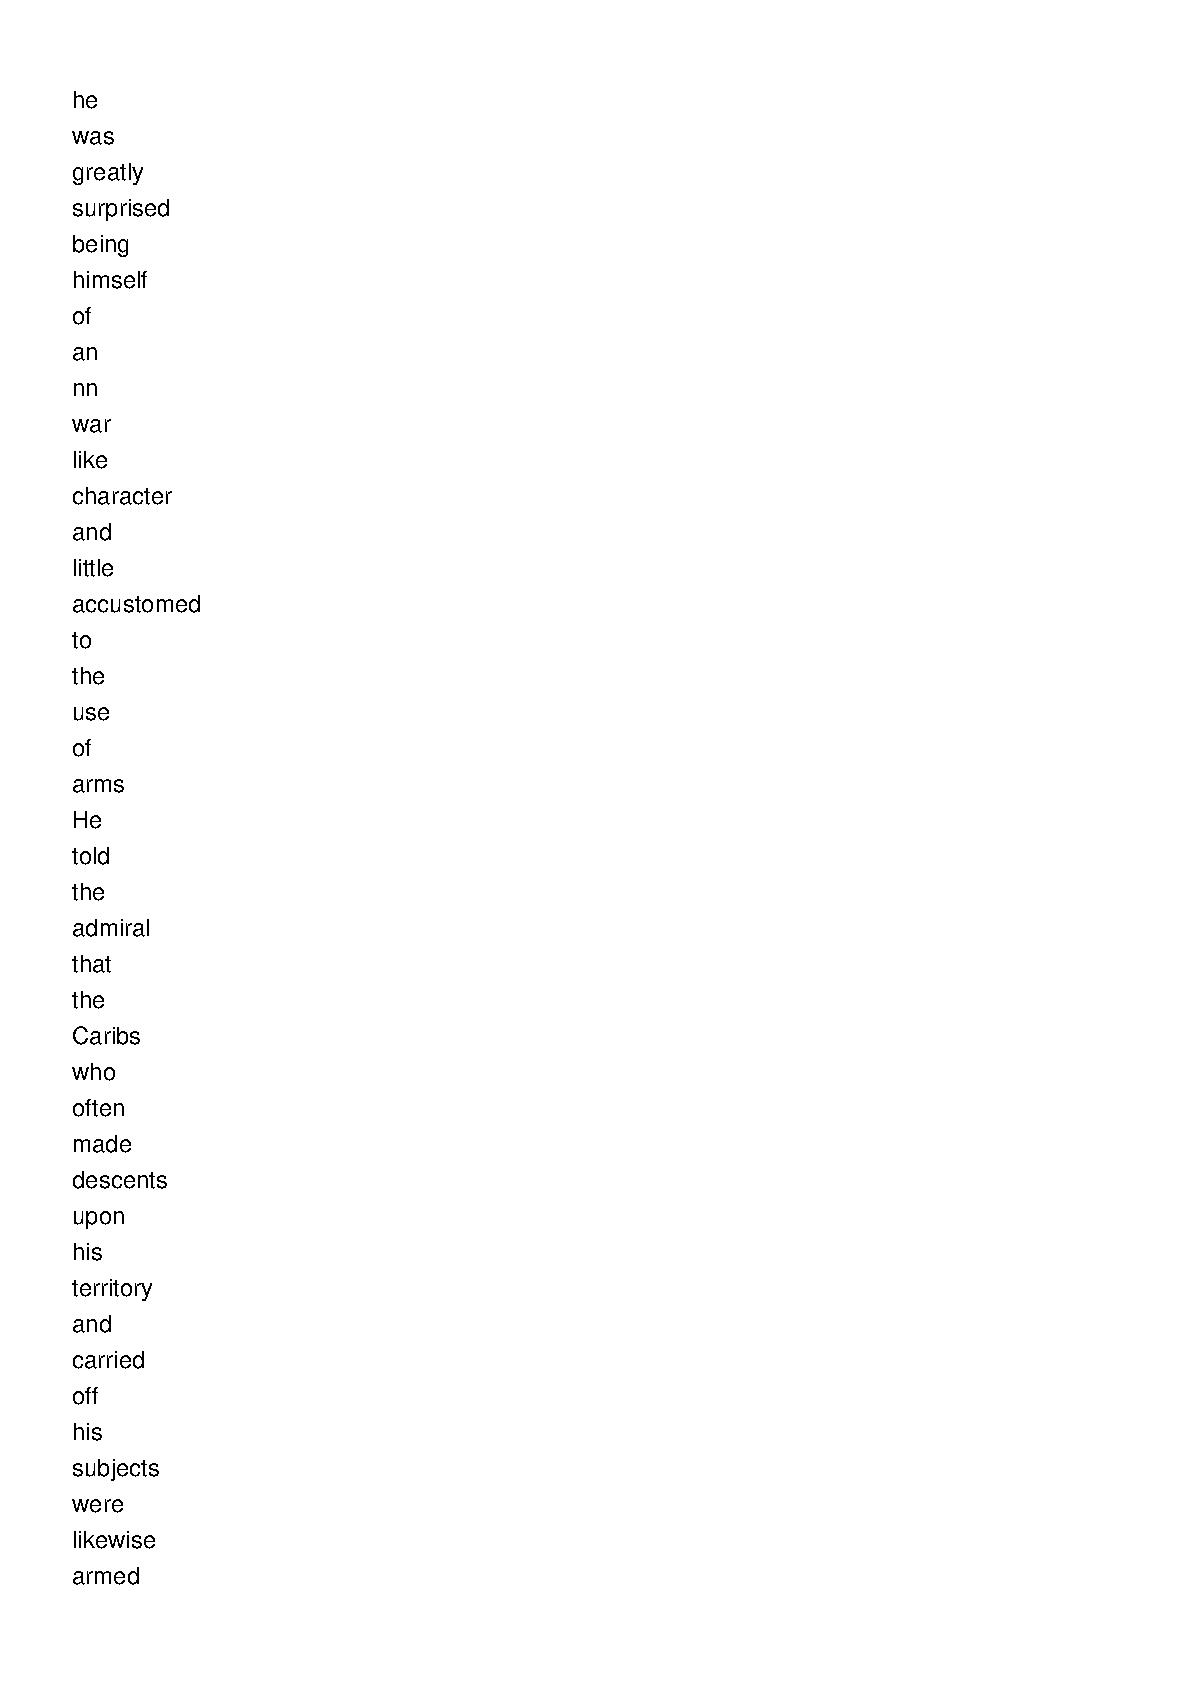 he
was
greatly
surprised
being
himself
of
an
nn
war
like
character
and
little
accustomed
to
the
use
of
arms
He
told
the
admiral
that
the
Caribs
who
often
made
descents
upon
his
territory
and
carried
off
his
subjects
were
likewise
armed